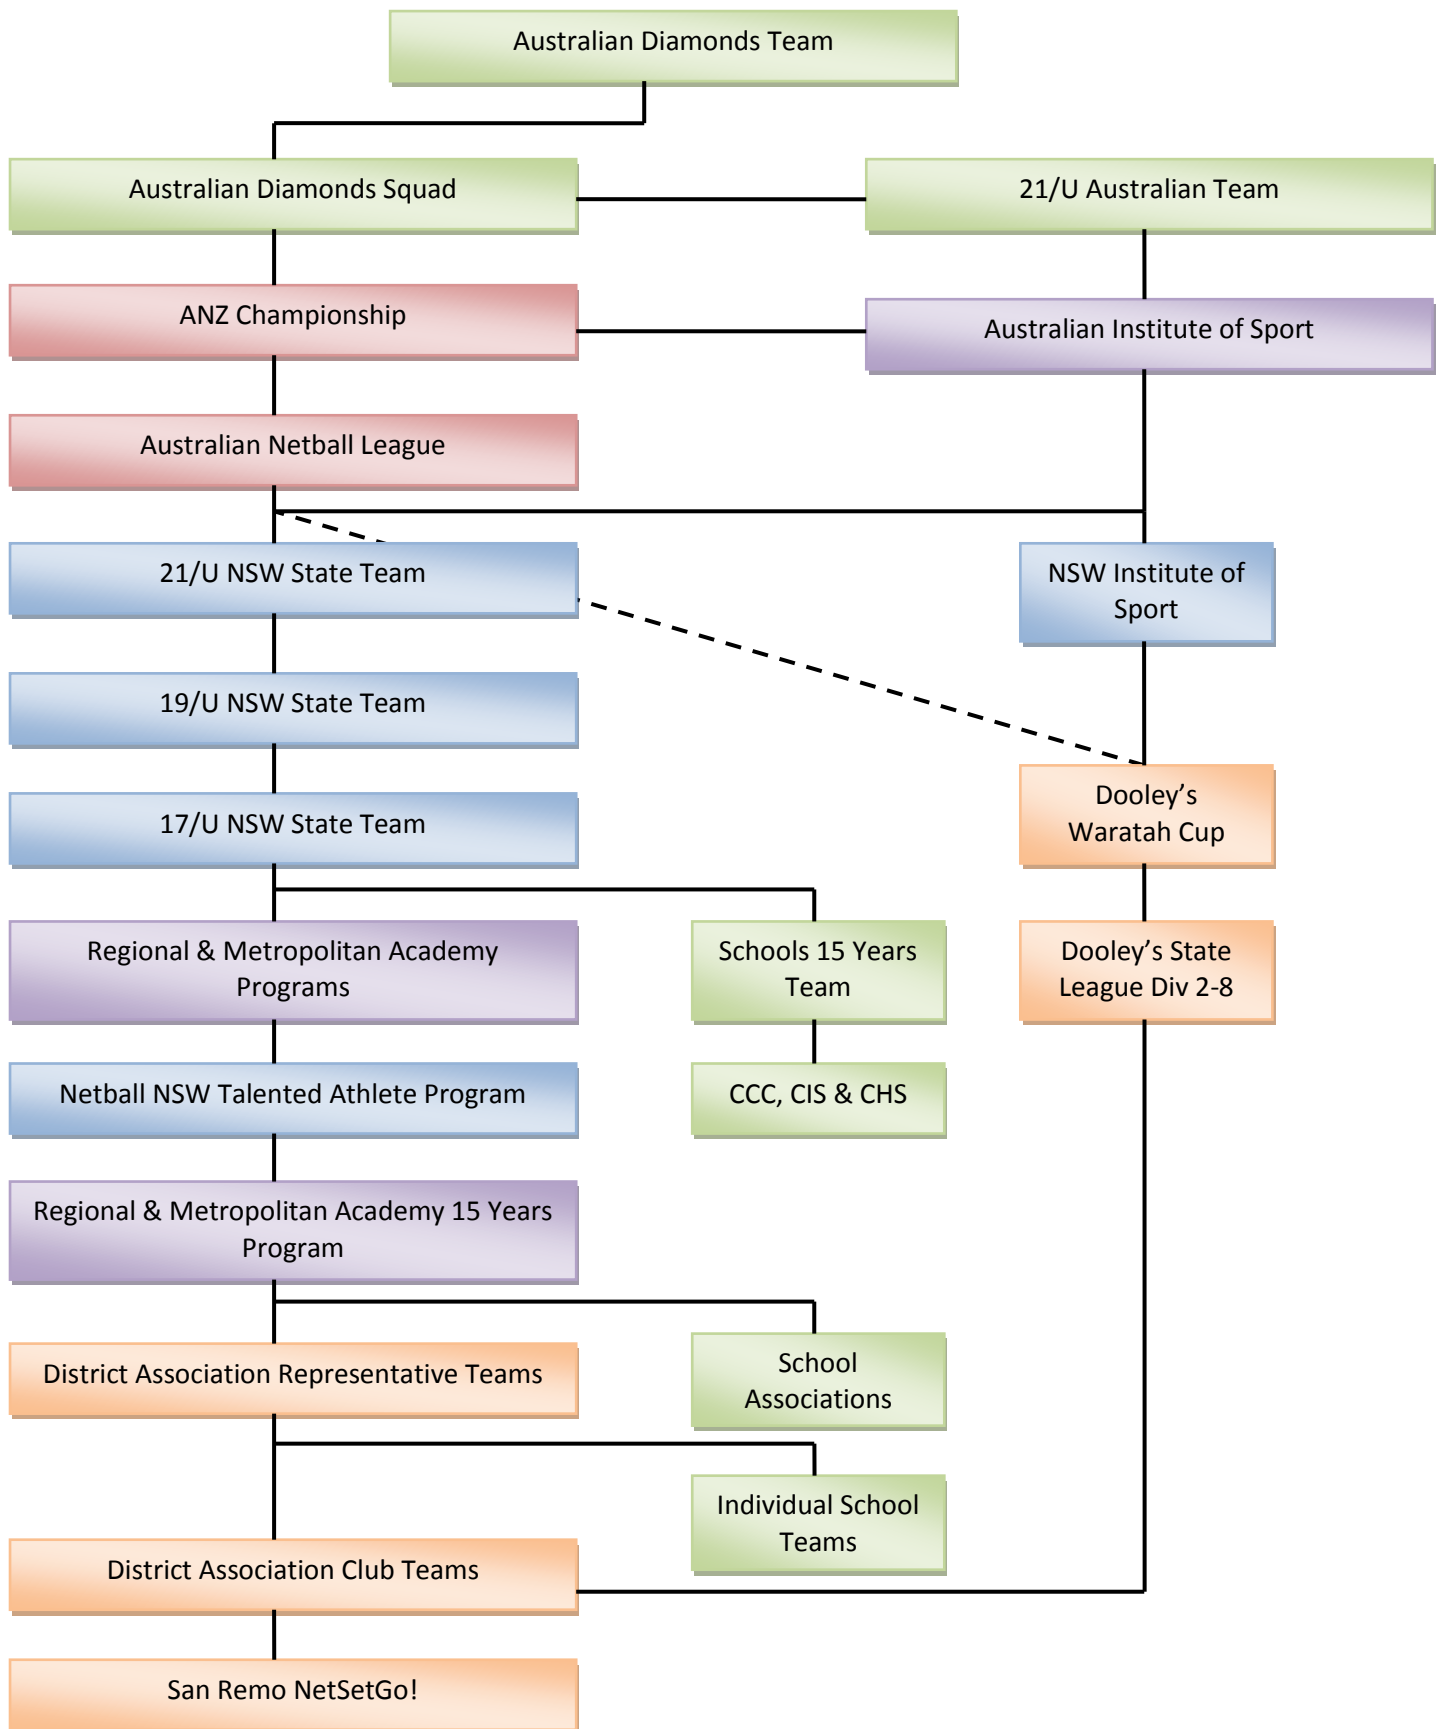 Australian Diamonds Team
Australian Diamonds Squad
21/U Australian Team
ANZ Championship
Australian Institute of Sport
Australian Netball League
21/U NSW State Team
NSW Institute of
Sport
19/U NSW State Team
17/U NSW State Team
Dooley’s
Waratah Cup
Regional & Metropolitan Academy
Programs
Schools 15 Years
Team
Dooley’s State
League Div 2-8
Netball NSW Talented Athlete Program
CCC, CIS & CHS
Regional & Metropolitan Academy 15 Years
Program
District Association Representative Teams
School
Associations
Individual School
Teams
District Association Club Teams
San Remo NetSetGo!